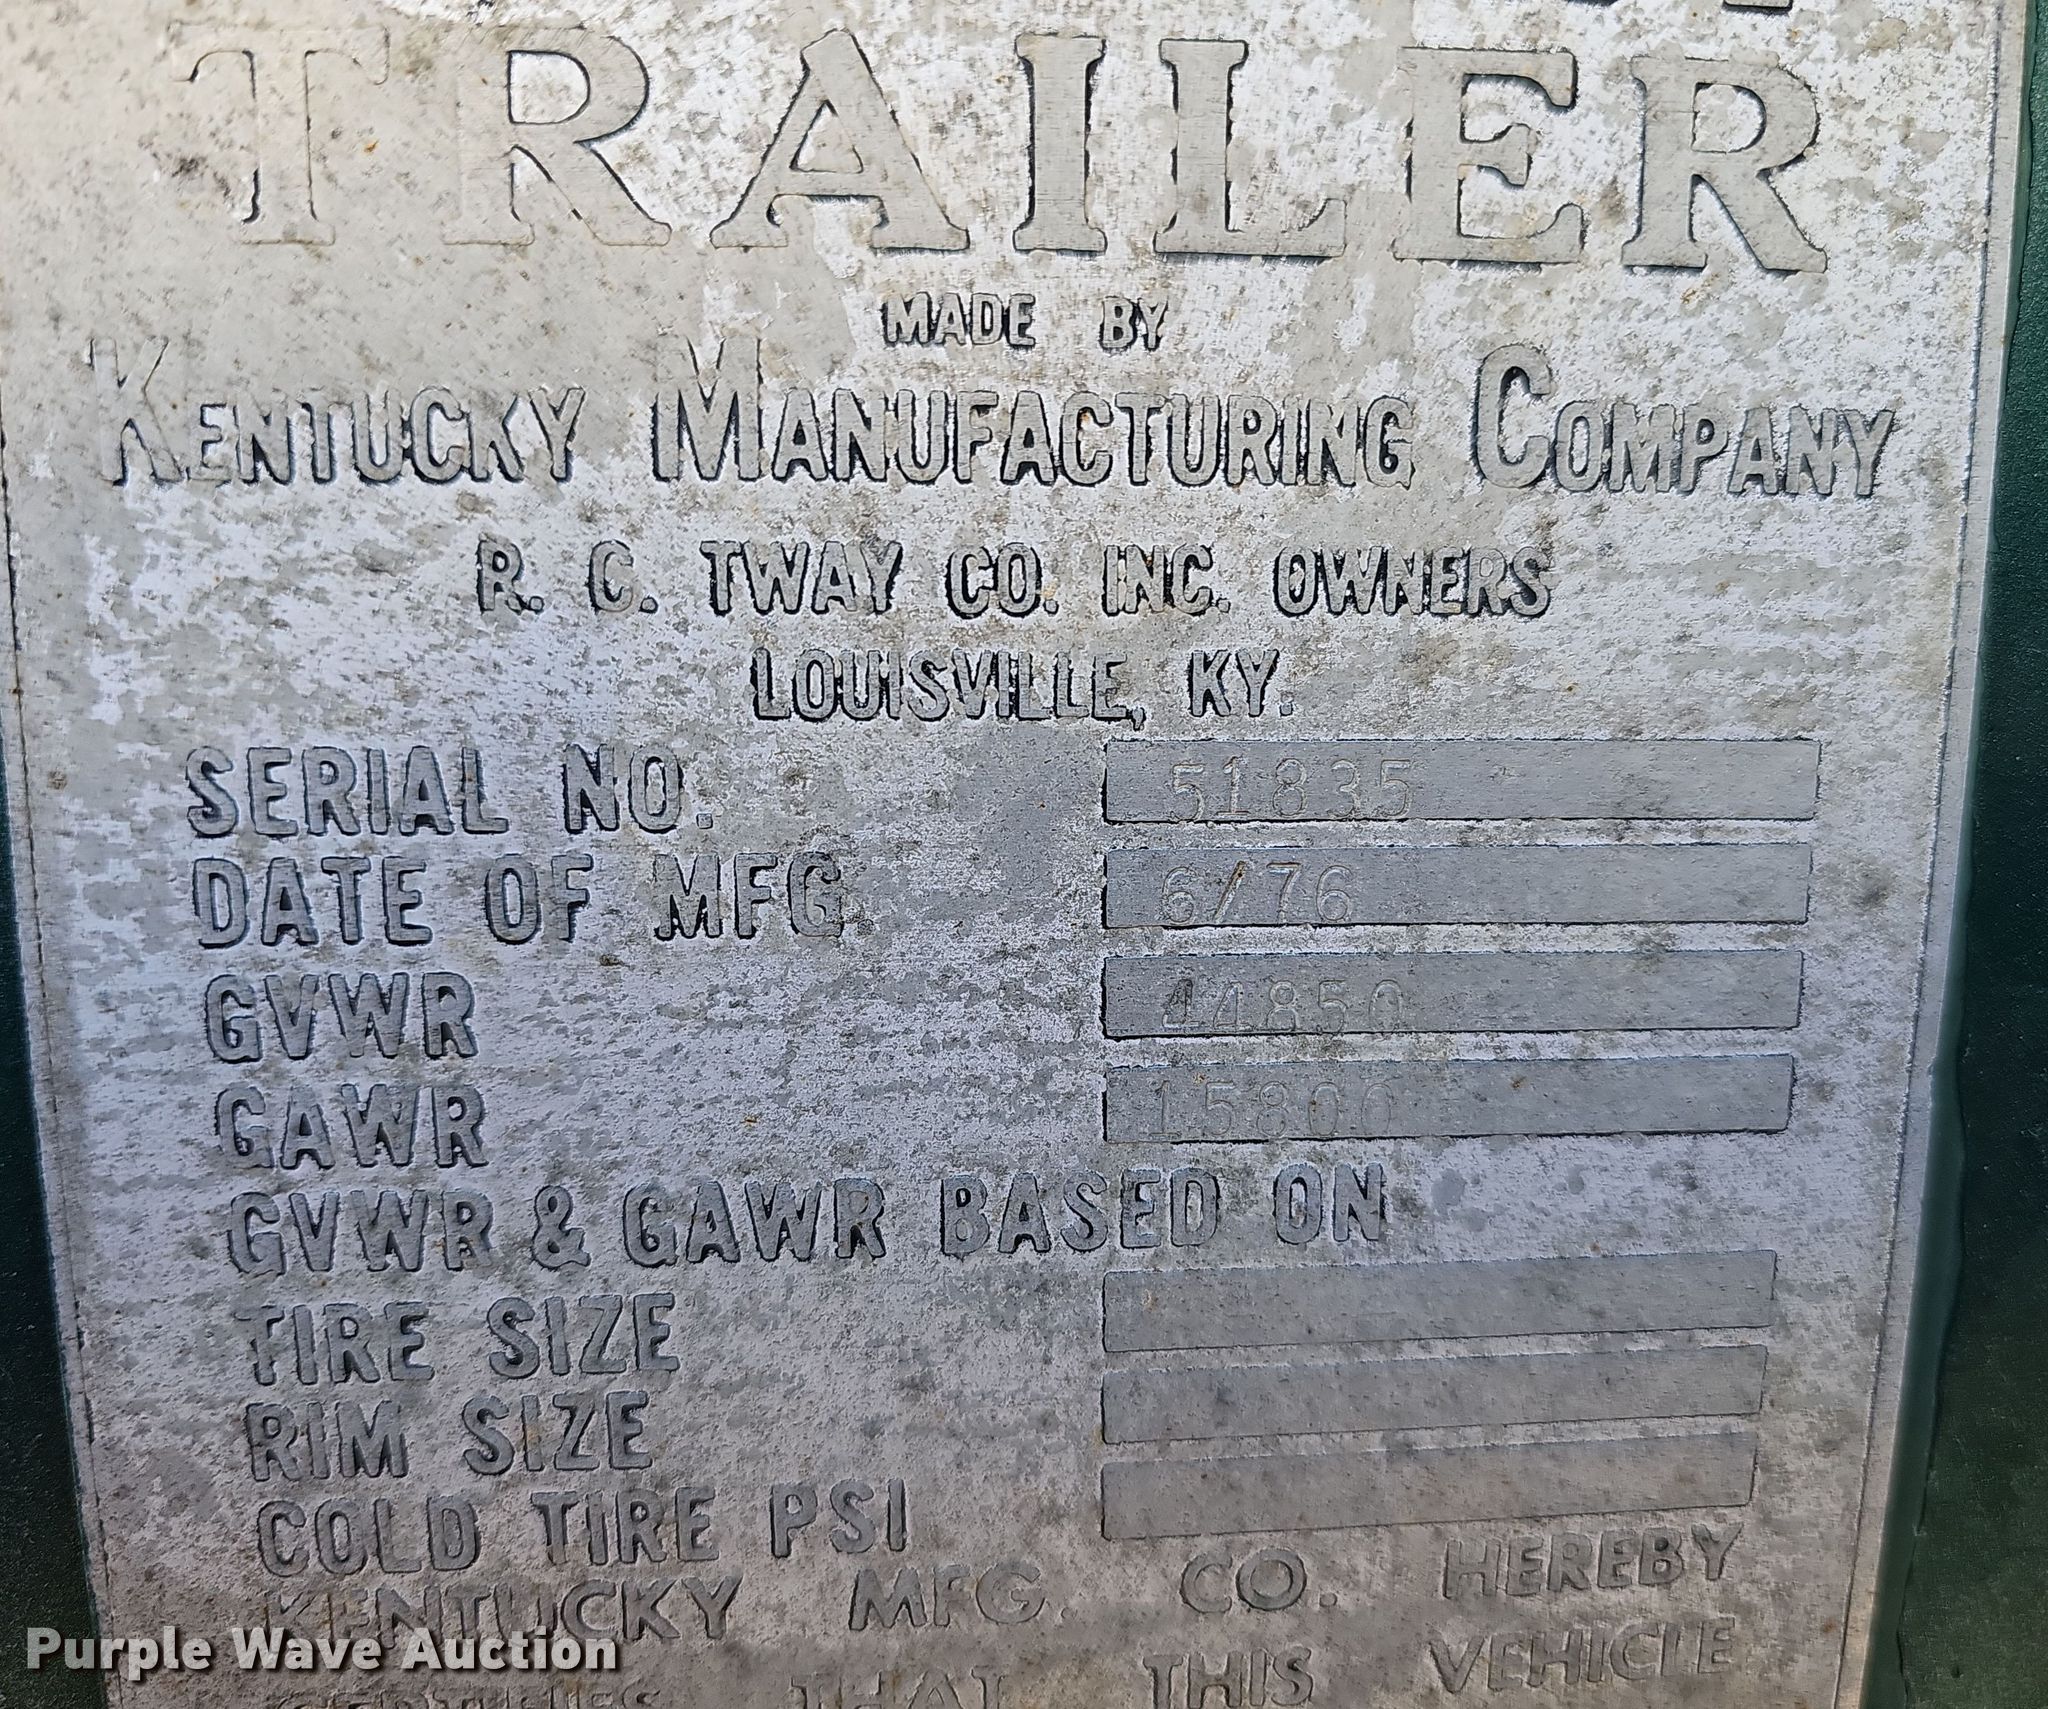 TRAILER
MADE BY
KENTUCKY MANUFACTURING COMPANY
R. C. TWAY CO. INC. OWNERS
LOUISVILLE, KY.
SERIAL NO. 51835
DATE OF MFG. 6/76
GVWR 44850
GAWR 15800
GVWR & GAWR BASED ON
TIRE SIZE
RIM SIZE
COLD TIRE PSI
KENTUCKY MFG. CO. HEREBY
CERTIFIES THAT THIS VEHICLE
Purple Wave Auction